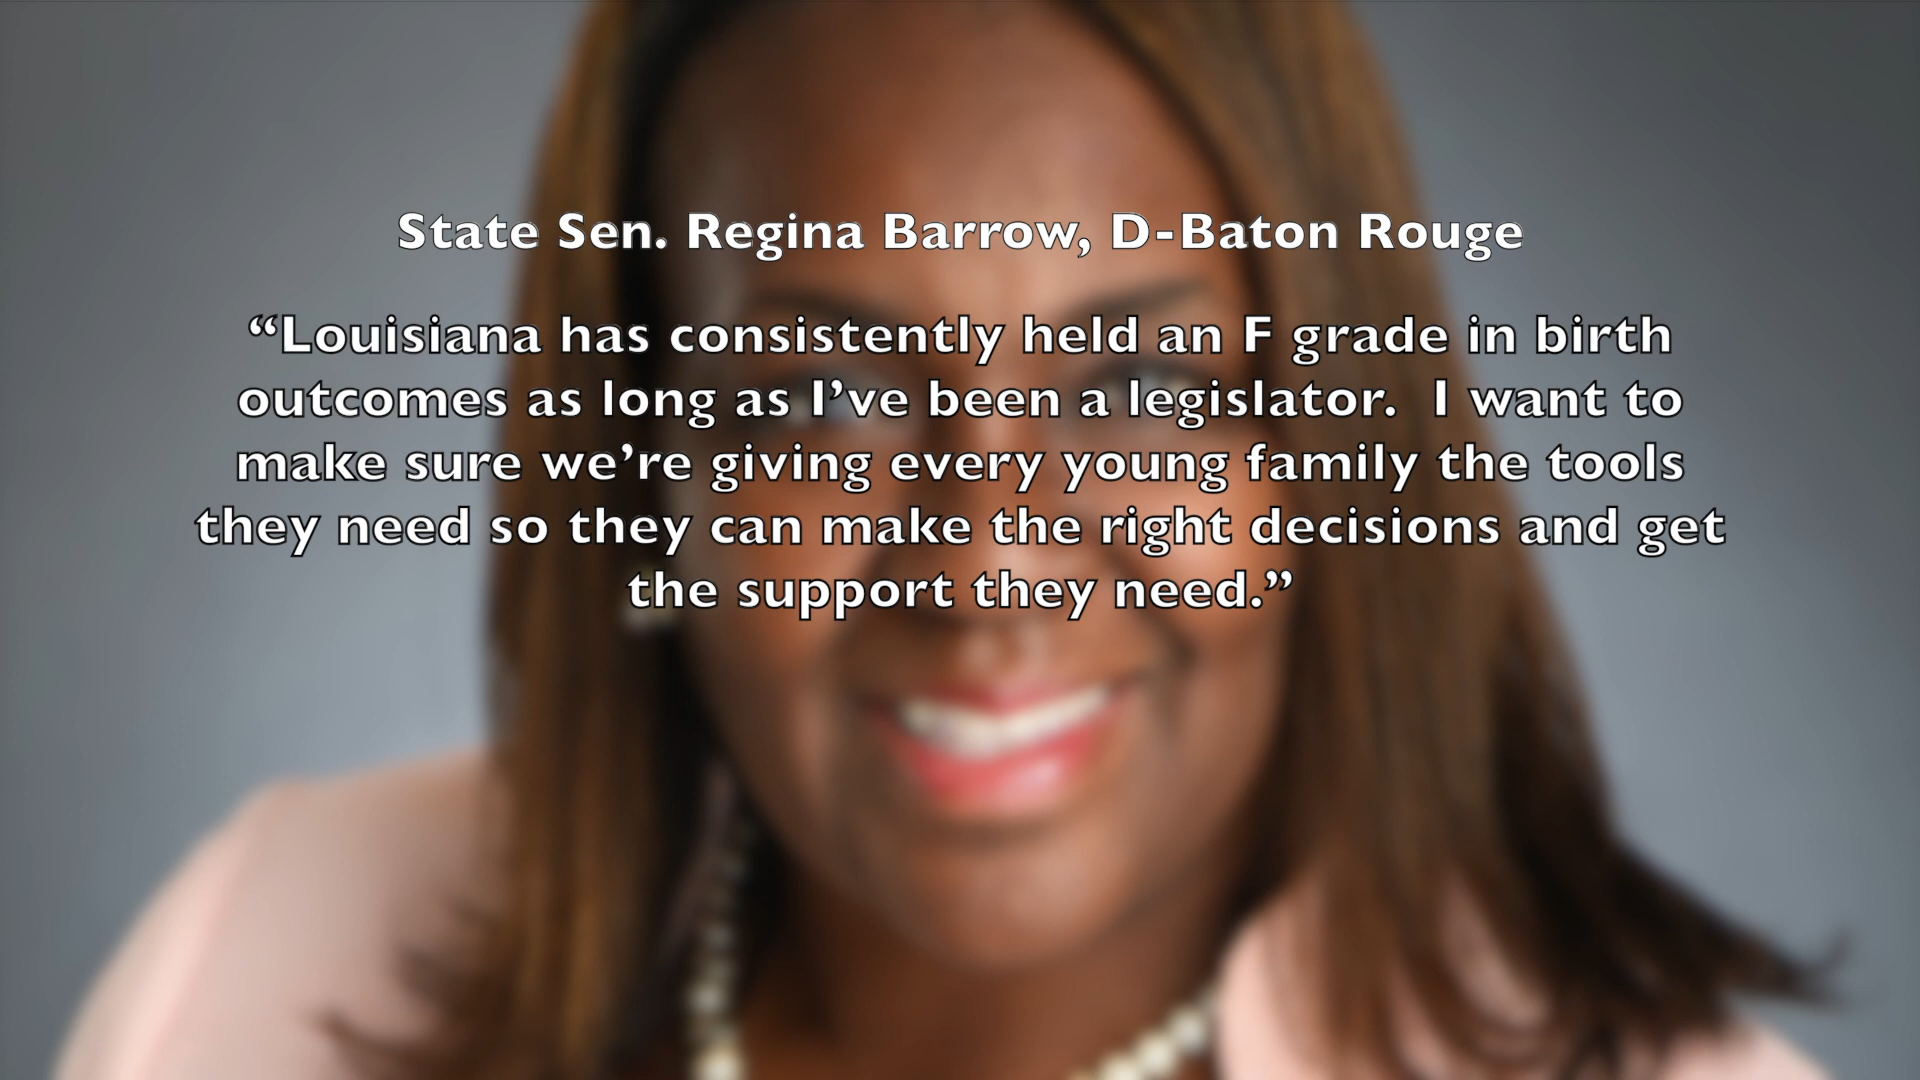 State Sen. Regina Barrow, D-Baton Rouge
“Louisiana has consistently held an F grade in birth
outcomes as long as I’ve been a legislator.  I want to
make sure we’re giving every young family the tools
they need so they can make the right decisions and get
the support they need.”